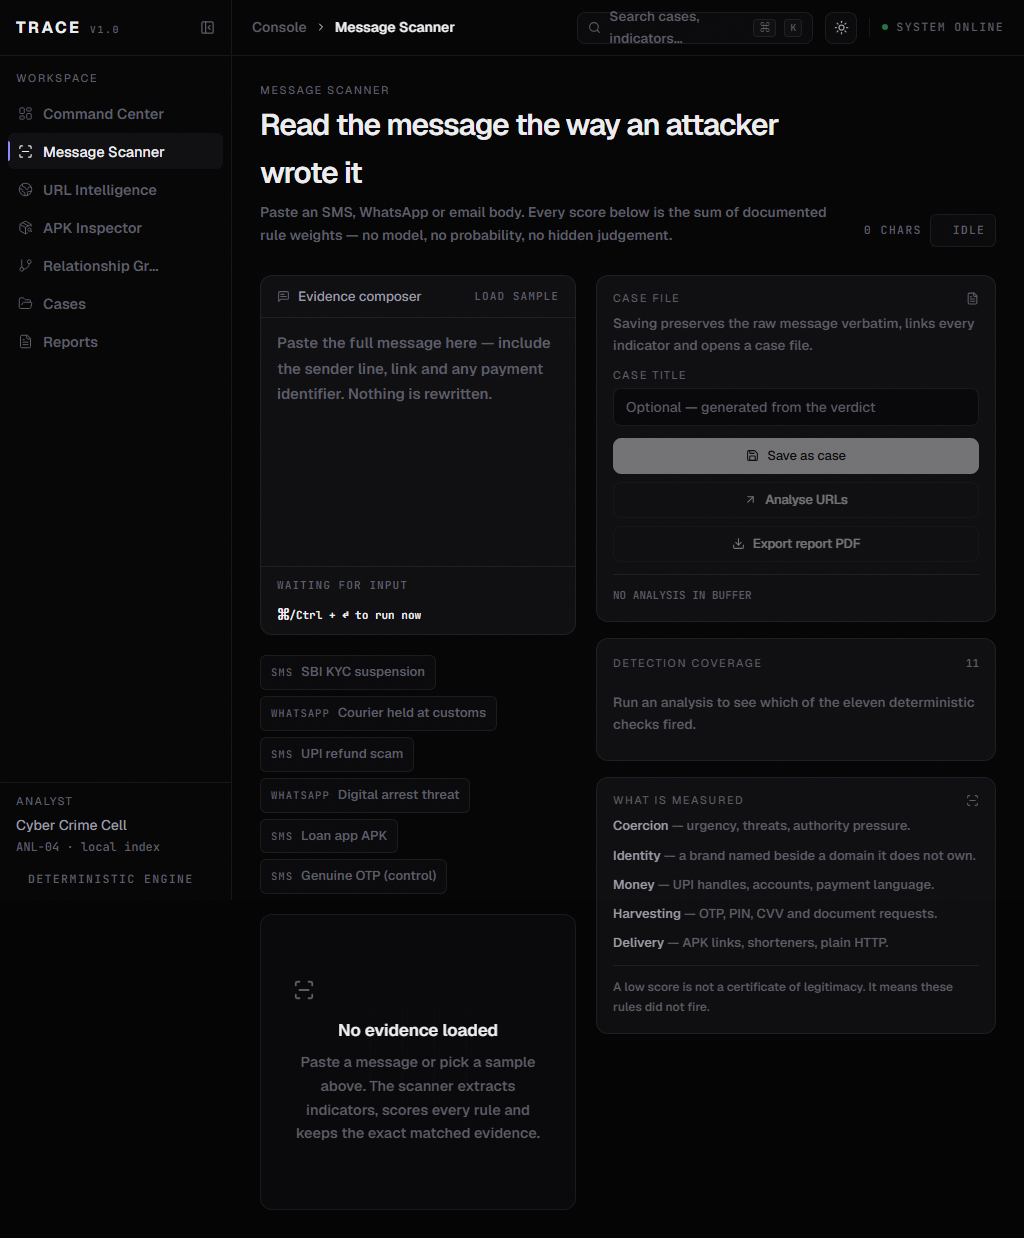 TRACE V1.0
WORKSPACE
Command Center
Message Scanner
URL Intelligence
APK Inspector
Relationship Gr...
Cases
Reports
ANALYST
Cyber Crime Cell
ANL-04 · local index
DETERMINISTIC ENGINE
Console > Message Scanner
Search cases,
indicators…
⌘ K
SYSTEM ONLINE
MESSAGE SCANNER
Read the message the way an attacker
wrote it
Paste an SMS, WhatsApp or email body. Every score below is the sum of documented
rule weights — no model, no probability, no hidden judgement.
0 CHARS
IDLE
Evidence composer
LOAD SAMPLE
Paste the full message here — include
the sender line, link and any payment
identifier. Nothing is rewritten.
WAITING FOR INPUT
⌘/Ctrl + ⏎ to run now
SMS SBI KYC suspension
WHATSAPP Courier held at customs
SMS UPI refund scam
WHATSAPP Digital arrest threat
SMS Loan app APK
SMS Genuine OTP (control)
No evidence loaded
Paste a message or pick a sample
above. The scanner extracts
indicators, scores every rule and
keeps the exact matched evidence.
CASE FILE
Saving preserves the raw message verbatim, links every
indicator and opens a case file.
CASE TITLE
Optional — generated from the verdict
Save as case
Analyse URLs
Export report PDF
NO ANALYSIS IN BUFFER
DETECTION COVERAGE
11
Run an analysis to see which of the eleven deterministic
checks fired.
WHAT IS MEASURED
Coercion — urgency, threats, authority pressure.
Identity — a brand named beside a domain it does not own.
Money — UPI handles, accounts, payment language.
Harvesting — OTP, PIN, CVV and document requests.
Delivery — APK links, shorteners, plain HTTP.
A low score is not a certificate of legitimacy. It means these
rules did not fire.